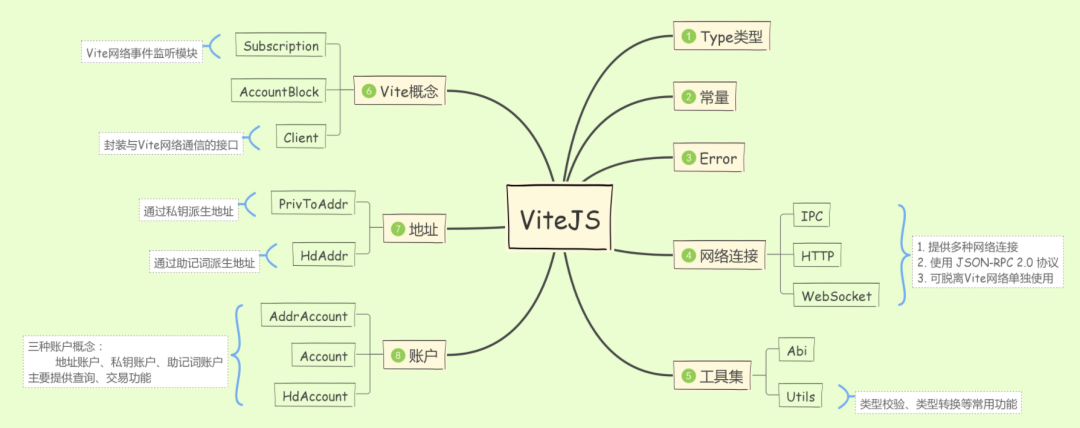 ViteJS
1 Type类型
2 常量
3 Error
4 网络连接
IPC
HTTP
WebSocket
1. 提供多种网络连接
2. 使用 JSON-RPC 2.0 协议
3. 可脱离Vite网络单独使用
5 工具集
Abi
Utils
类型校验、类型转换等常用功能
6 Vite概念
Subscription
Vite网络事件监听模块
AccountBlock
Client
封装与Vite网络通信的接口
7 地址
PrivToAddr
通过私钥派生地址
HdAddr
通过助记词派生地址
8 账户
AddrAccount
Account
HdAccount
三种账户概念：
地址账户、私钥账户、助记词账户
主要提供查询、交易功能